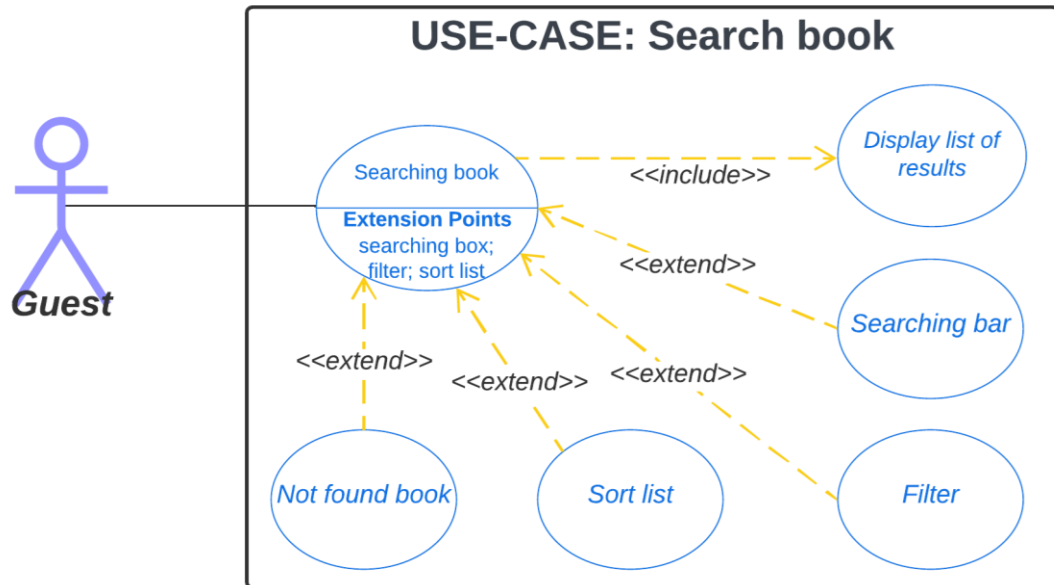 USE-CASE: Search book
Searching book
Extension Points
searching box;
filter; sort list
Guest
<<include>>
Display list of
results
<<extend>>
Searching bar
<<extend>>
<<extend>>
<<extend>>
Not found book
Sort list
Filter